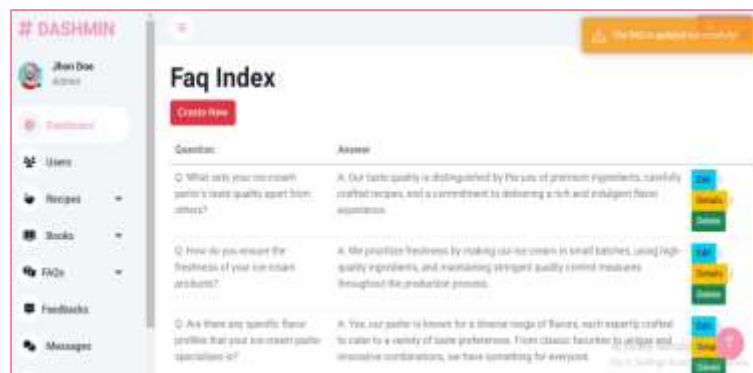 # DASHMIN
Jhon Doe
Admin
Dashboard
Users
Recipes
Books
FAQs
Feedbacks
Messages
The FAQ is updated successfully!
Faq Index
Create New
Question
Answer
Q: What sets your ice cream
parlor's taste quality apart from
others?
A: Our taste quality is distinguished by the use of premium ingredients, carefully
crafted recipes, and a commitment to delivering a rich and indulgent flavor
experience.
Edit
Details
Delete
Q: How do you ensure the
freshness of your ice cream
products?
A: We prioritize freshness by making our ice cream in small batches, using high-
quality ingredients, and maintaining stringent quality control measures
throughout the production process.
Edit
Details
Delete
Q: Are there any specific flavor
profiles that your ice cream parlor
specializes in?
A: Yes, our parlor is known for a diverse range of flavors, each expertly crafted
to cater to a variety of taste preferences. From classic favorites to unique and
innovative combinations, we have something for everyone.
Edit
Delete